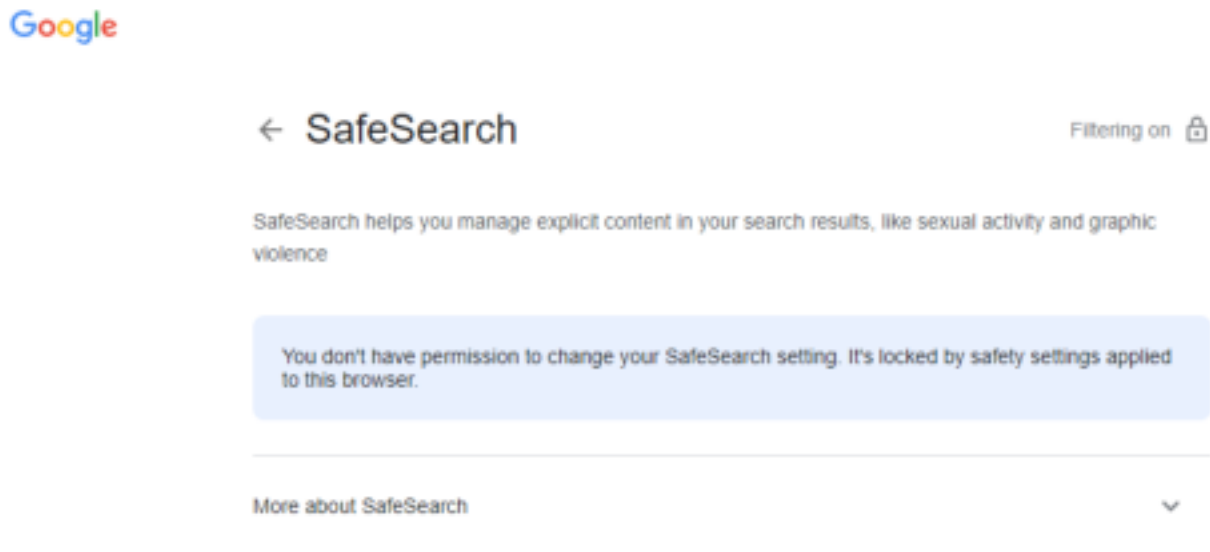 Google
SafeSearch
Filtering on
SafeSearch helps you manage explicit content in your search results, like sexual activity and graphic
violence
You don't have permission to change your SafeSearch setting. It's locked by safety settings applied
to this browser.
More about SafeSearch